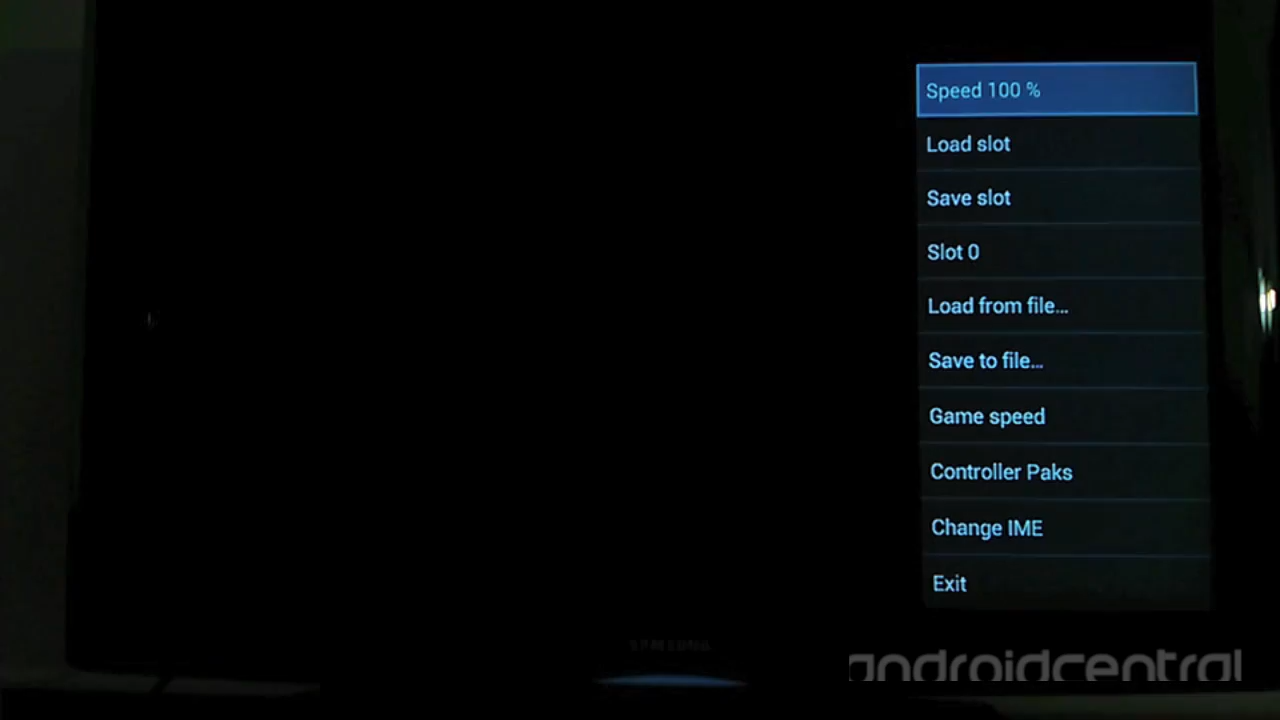 Speed 100 %
Load slot
Save slot
Slot 0
Load from file...
Save to file...
Game speed
Controller Paks
Change IME
Exit
SAMSUNG
androidcentral